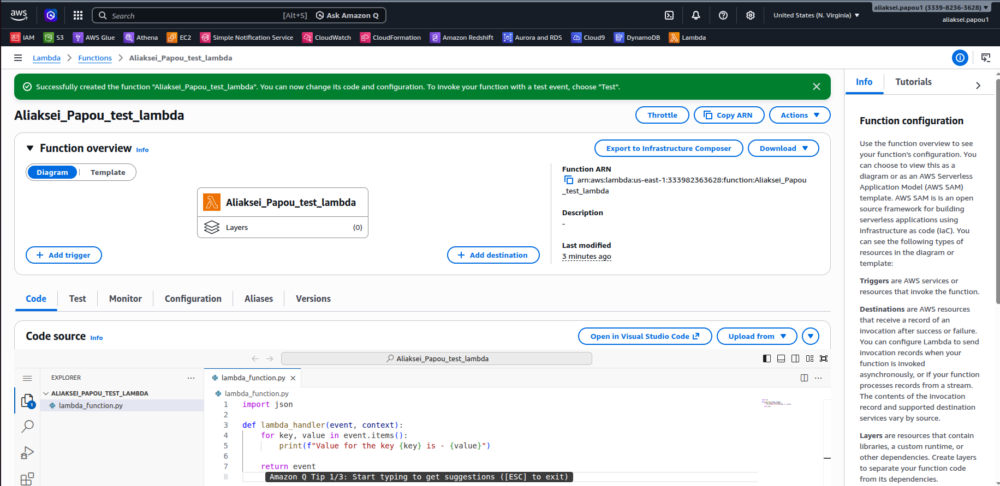 aws
Search [Alt+S] Ask Amazon Q
United States (N. Virginia)
aliaksei.papou1 (3339-8236-3628)
aliaksei.papou1
IAM S3 AWS Glue Athena EC2 Simple Notification Service CloudWatch CloudFormation Amazon Redshift Aurora and RDS Cloud9 DynamoDB Lambda
Lambda Functions Aliaksei_Papou_test_lambda
Successfully created the function "Aliaksei_Papou_test_lambda". You can now change its code and configuration. To invoke your function with a test event, choose "Test".
Aliaksei_Papou_test_lambda
Throttle Copy ARN Actions
Function overview Info
Export to Infrastructure Composer Download
Diagram Template
Aliaksei_Papou_test_lambda
Layers (0)
Add trigger
Add destination
Function ARN
arn:aws:lambda:us-east-1:333982363628:function:Aliaksei_Papou
_test_lambda
Description
-
Last modified
3 minutes ago
Code Test Monitor Configuration Aliases Versions
Code source Info
Open in Visual Studio Code Upload from
Aliaksei_Papou_test_lambda
EXPLORER
ALIAKSEI_PAPOU_TEST_LAMBDA
lambda_function.py
1
lambda_function.py
lambda_function.py
1 import json
2
3 def lambda_handler(event, context):
4 for key, value in event.items():
5 print(f"Value for the key {key} is - {value}")
6
7 return event
8 Amazon Q Tip 1/3: Start typing to get suggestions ([ESC] to exit)
Info Tutorials
Function configuration
Use the function overview to see
your function's configuration. You
can choose to view this as a
diagram or as an AWS Serverless
Application Model (AWS SAM)
template. AWS SAM is is an open
source framework for building
serverless applications using
infrastructure as code (IaC). You
can see the following types of
resources in the diagram or
template:
Triggers are AWS services or
resources that invoke the function.
Destinations are AWS resources
that receive a record of an
invocation after success or failure.
You can configure Lambda to send
invocation records when your
function is invoked
asynchronously, or if your function
processes records from a stream.
The contents of the invocation
record and supported destination
services vary by source.
Layers are resources that contain
libraries, a custom runtime, or
other dependencies. Create layers
to separate your function code
from its dependencies.